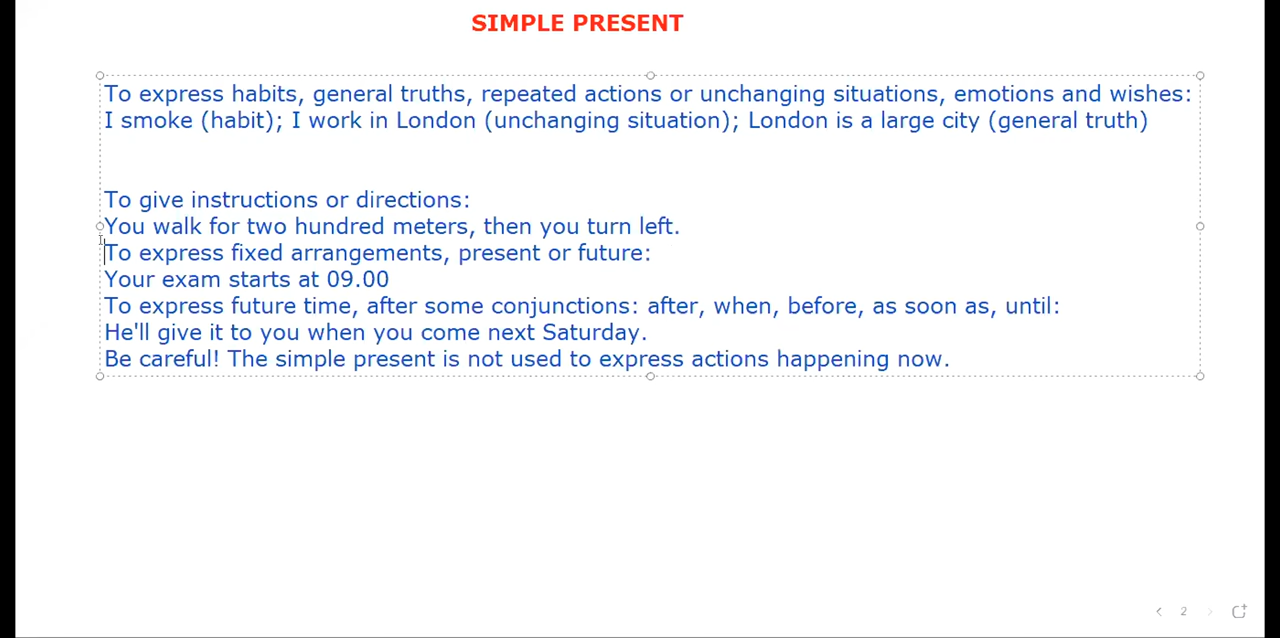 SIMPLE PRESENT
To express habits, general truths, repeated actions or unchanging situations, emotions and wishes:
I smoke (habit); I work in London (unchanging situation); London is a large city (general truth)
To give instructions or directions:
You walk for two hundred meters, then you turn left.
To express fixed arrangements, present or future:
Your exam starts at 09.00
To express future time, after some conjunctions: after, when, before, as soon as, until:
He'll give it to you when you come next Saturday.
Be careful! The simple present is not used to express actions happening now.
2